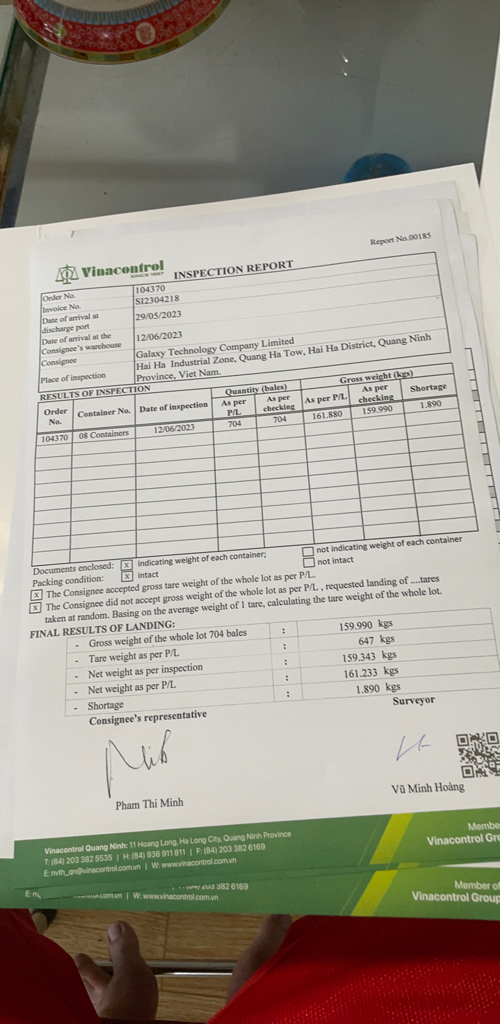 Report No.00185
Vinacontrol
SINCE 1957
INSPECTION REPORT
Order No. 104370
Invoice No. SI2304218
Date of arrival at discharge port 29/05/2023
Date of arrival at the Consignee's warehouse 12/06/2023
Consignee Galaxy Technology Company Limited
Place of inspection Hai Ha Industrial Zone, Quang Ha Tow, Hai Ha District, Quang Ninh Province, Viet Nam.
RESULTS OF INSPECTION
Order No. Container No. Date of inspection Quantity (bales) Gross weight (kgs)
As per P/L As per checking As per P/L As per checking Shortage
104370 08 Containers 12/06/2023 704 704 161.880 159.990 1.890
Documents enclosed: x indicating weight of each container; not indicating weight of each container
Packing condition: x intact not intact
x The Consignee accepted gross tare weight of the whole lot as per P/L.
x The Consignee did not accept gross weight of the whole lot as per P/L , requested landing of ....tares
taken at random. Basing on the average weight of 1 tare, calculating the tare weight of the whole lot.
FINAL RESULTS OF LANDING:
- Gross weight of the whole lot 704 bales : 159.990 kgs
- Tare weight as per P/L : 647 kgs
- Net weight as per inspection : 159.343 kgs
- Net weight as per P/L : 161.233 kgs
- Shortage : 1.890 kgs
Consignee's representative Surveyor
Pham Thi Minh Vũ Minh Hoàng
Vinacontrol Quang Ninh: 11 Hoang Long, Ha Long City, Quang Ninh Province
T: (84) 203 382 5535 | H: (84) 936 911 811 | F: (84) 203 382 6169
E: nvth_qn@vinacontrol.com.vn | W: www.vinacontrol.com.vn
Membe
Vinacontrol Gro
203 382 6169
.com.vn | W: www.vinacontrol.com.vn
Member of
Vinacontrol Group